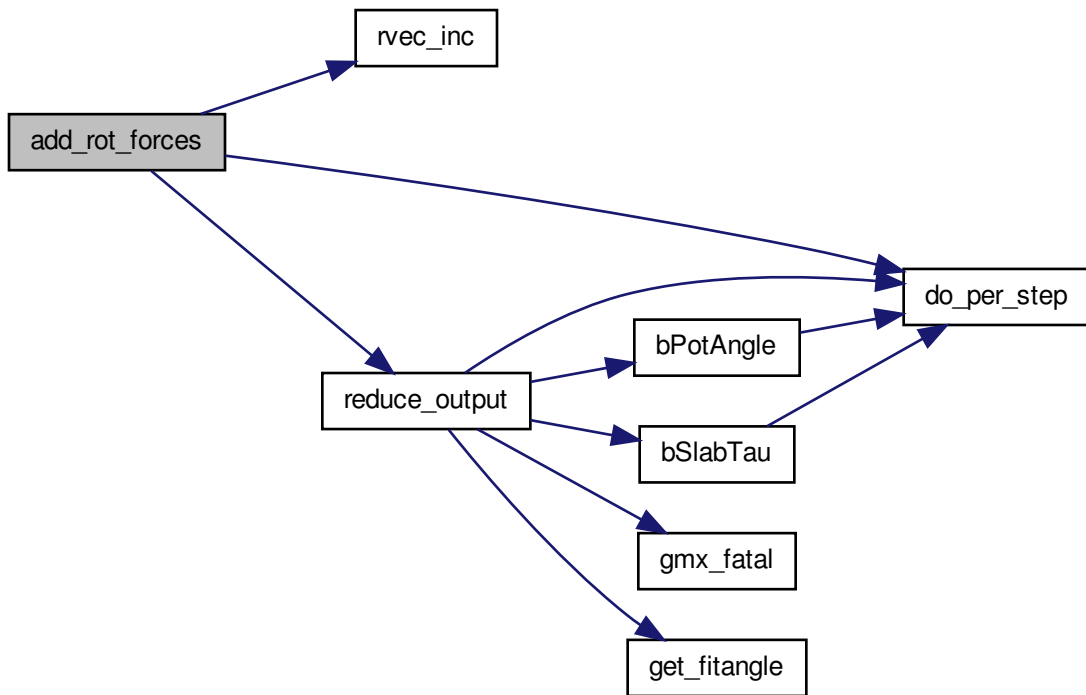 rvec_inc
add_rot_forces
do_per_step
bPotAngle
reduce_output
bSlabTau
gmx_fatal
get_fitangle